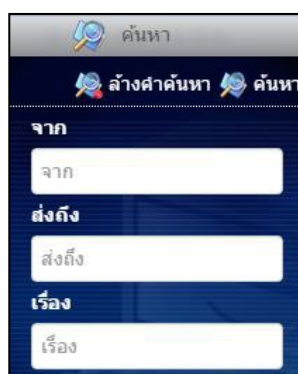 ค้นหา
ล้างคำค้นหา ค้นหา
จาก
จาก
ส่งถึง
ส่งถึง
เรื่อง
เรื่อง